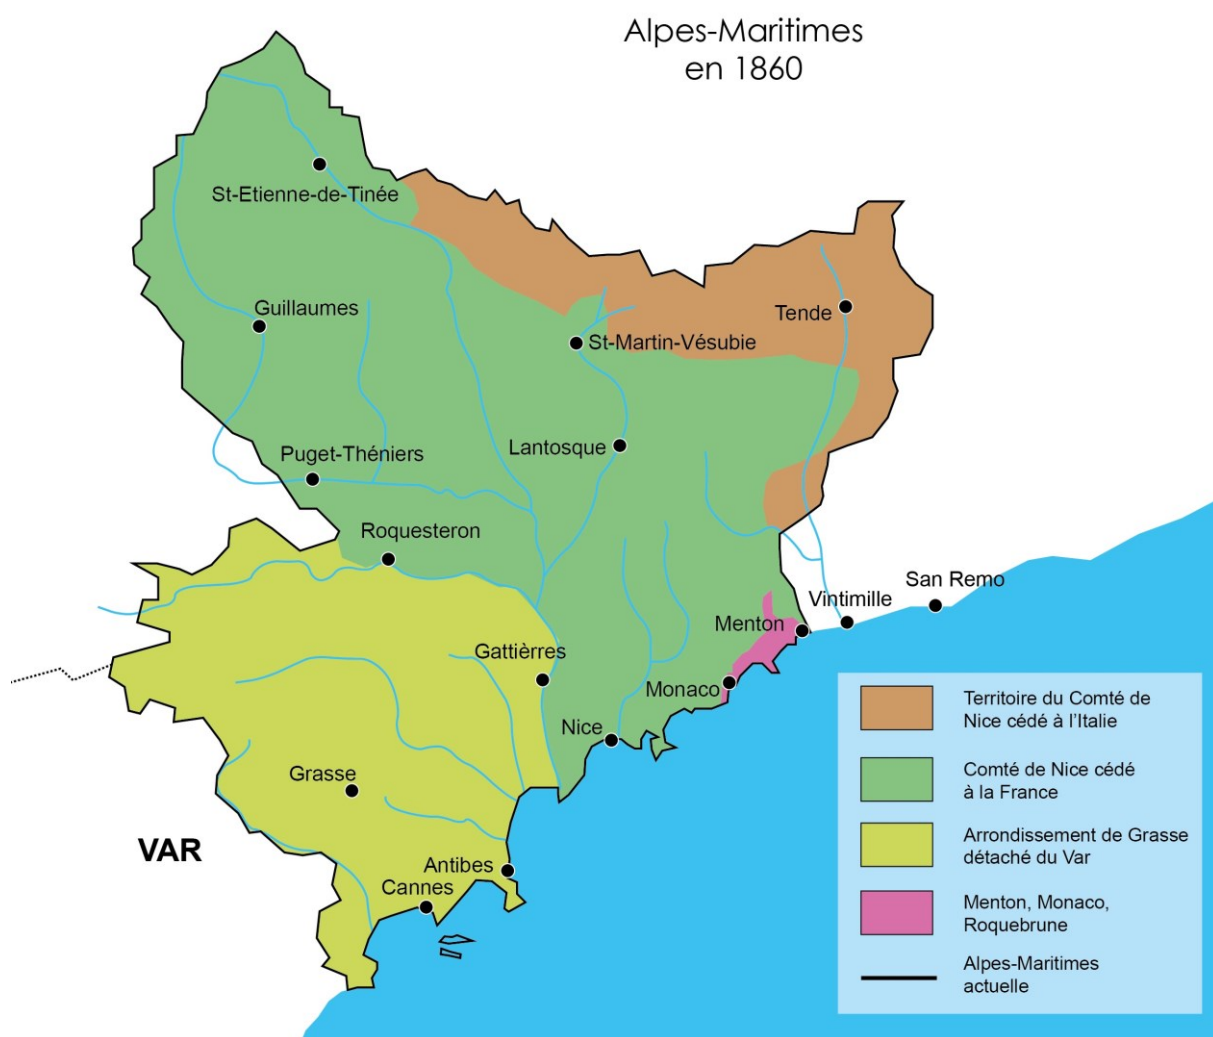 Alpes-Maritimes
en 1860
St-Etienne-de-Tinée
Guillaumes
Tende
St-Martin-Vésubie
Lantosque
Puget-Théniers
Roquesteron
San Remo
Vintimille
Menton
Gattièrres
Monaco
Nice
Grasse
VAR
Antibes
Cannes
Territoire du Comté de
Nice cédé à l'Italie
Comté de Nice cédé
à la France
Arrondissement de Grasse
détaché du Var
Menton, Monaco,
Roquebrune
Alpes-Maritimes
actuelle